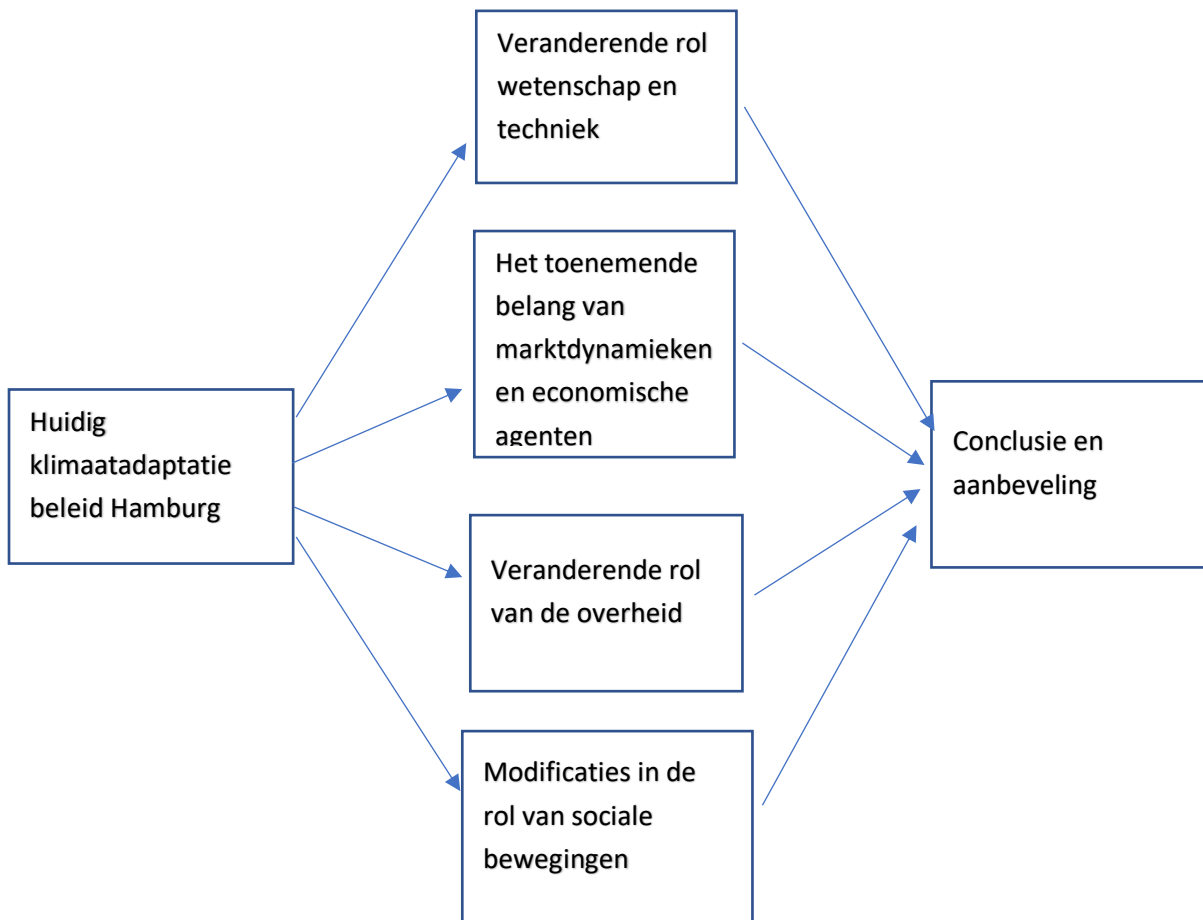 Veranderende rol
wetenschap en
techniek
Het toenemende
belang van
marktdynamieken
en economische
agenten
Huidig
klimaatadaptatie
beleid Hamburg
Conclusie en
aanbeveling
Veranderende rol
van de overheid
Modificaties in de
rol van sociale
bewegingen